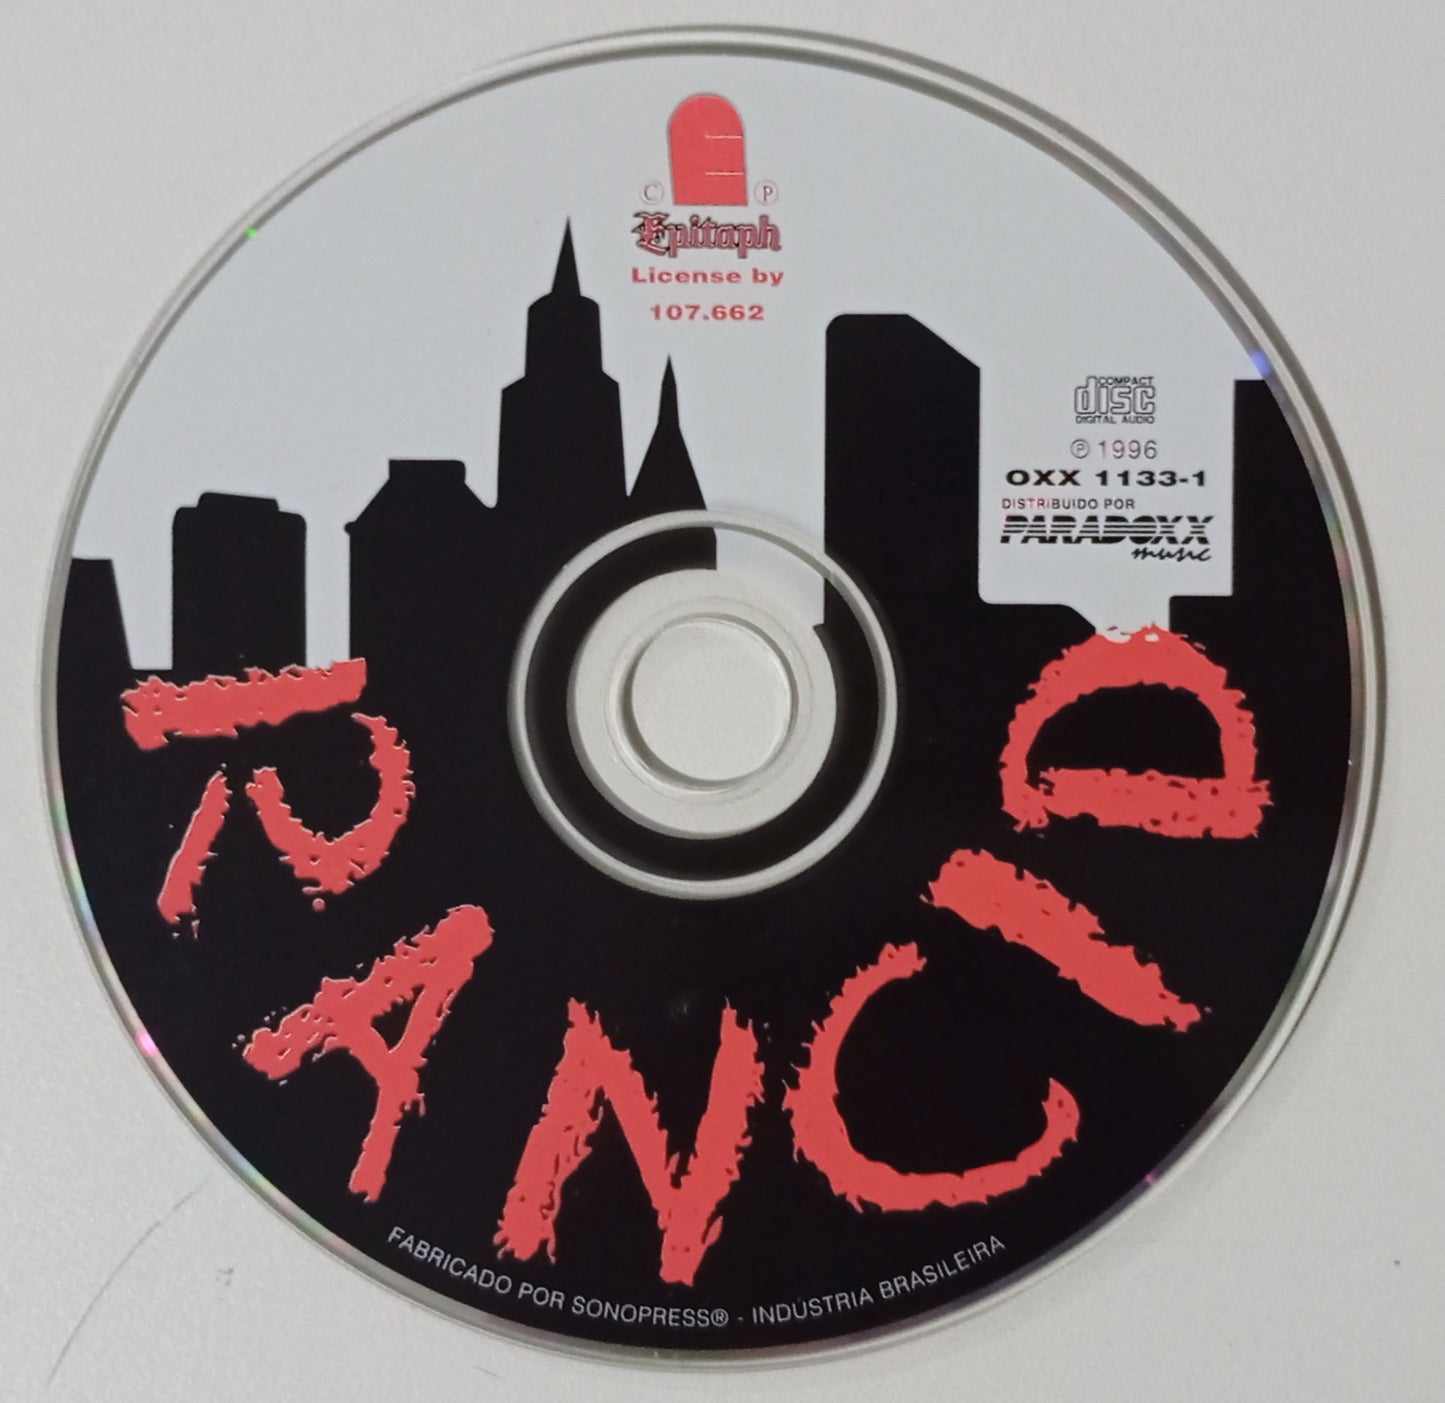 © ℗
Epitaph
License by
107.662
COMPACT
disc
DIGITAL AUDIO
℗ 1996
OXX 1133-1
DISTRIBUIDO POR
PARADOXX
music
RANCID
FABRICADO POR SONOPRESS® - INDÚSTRIA BRASILEIRA